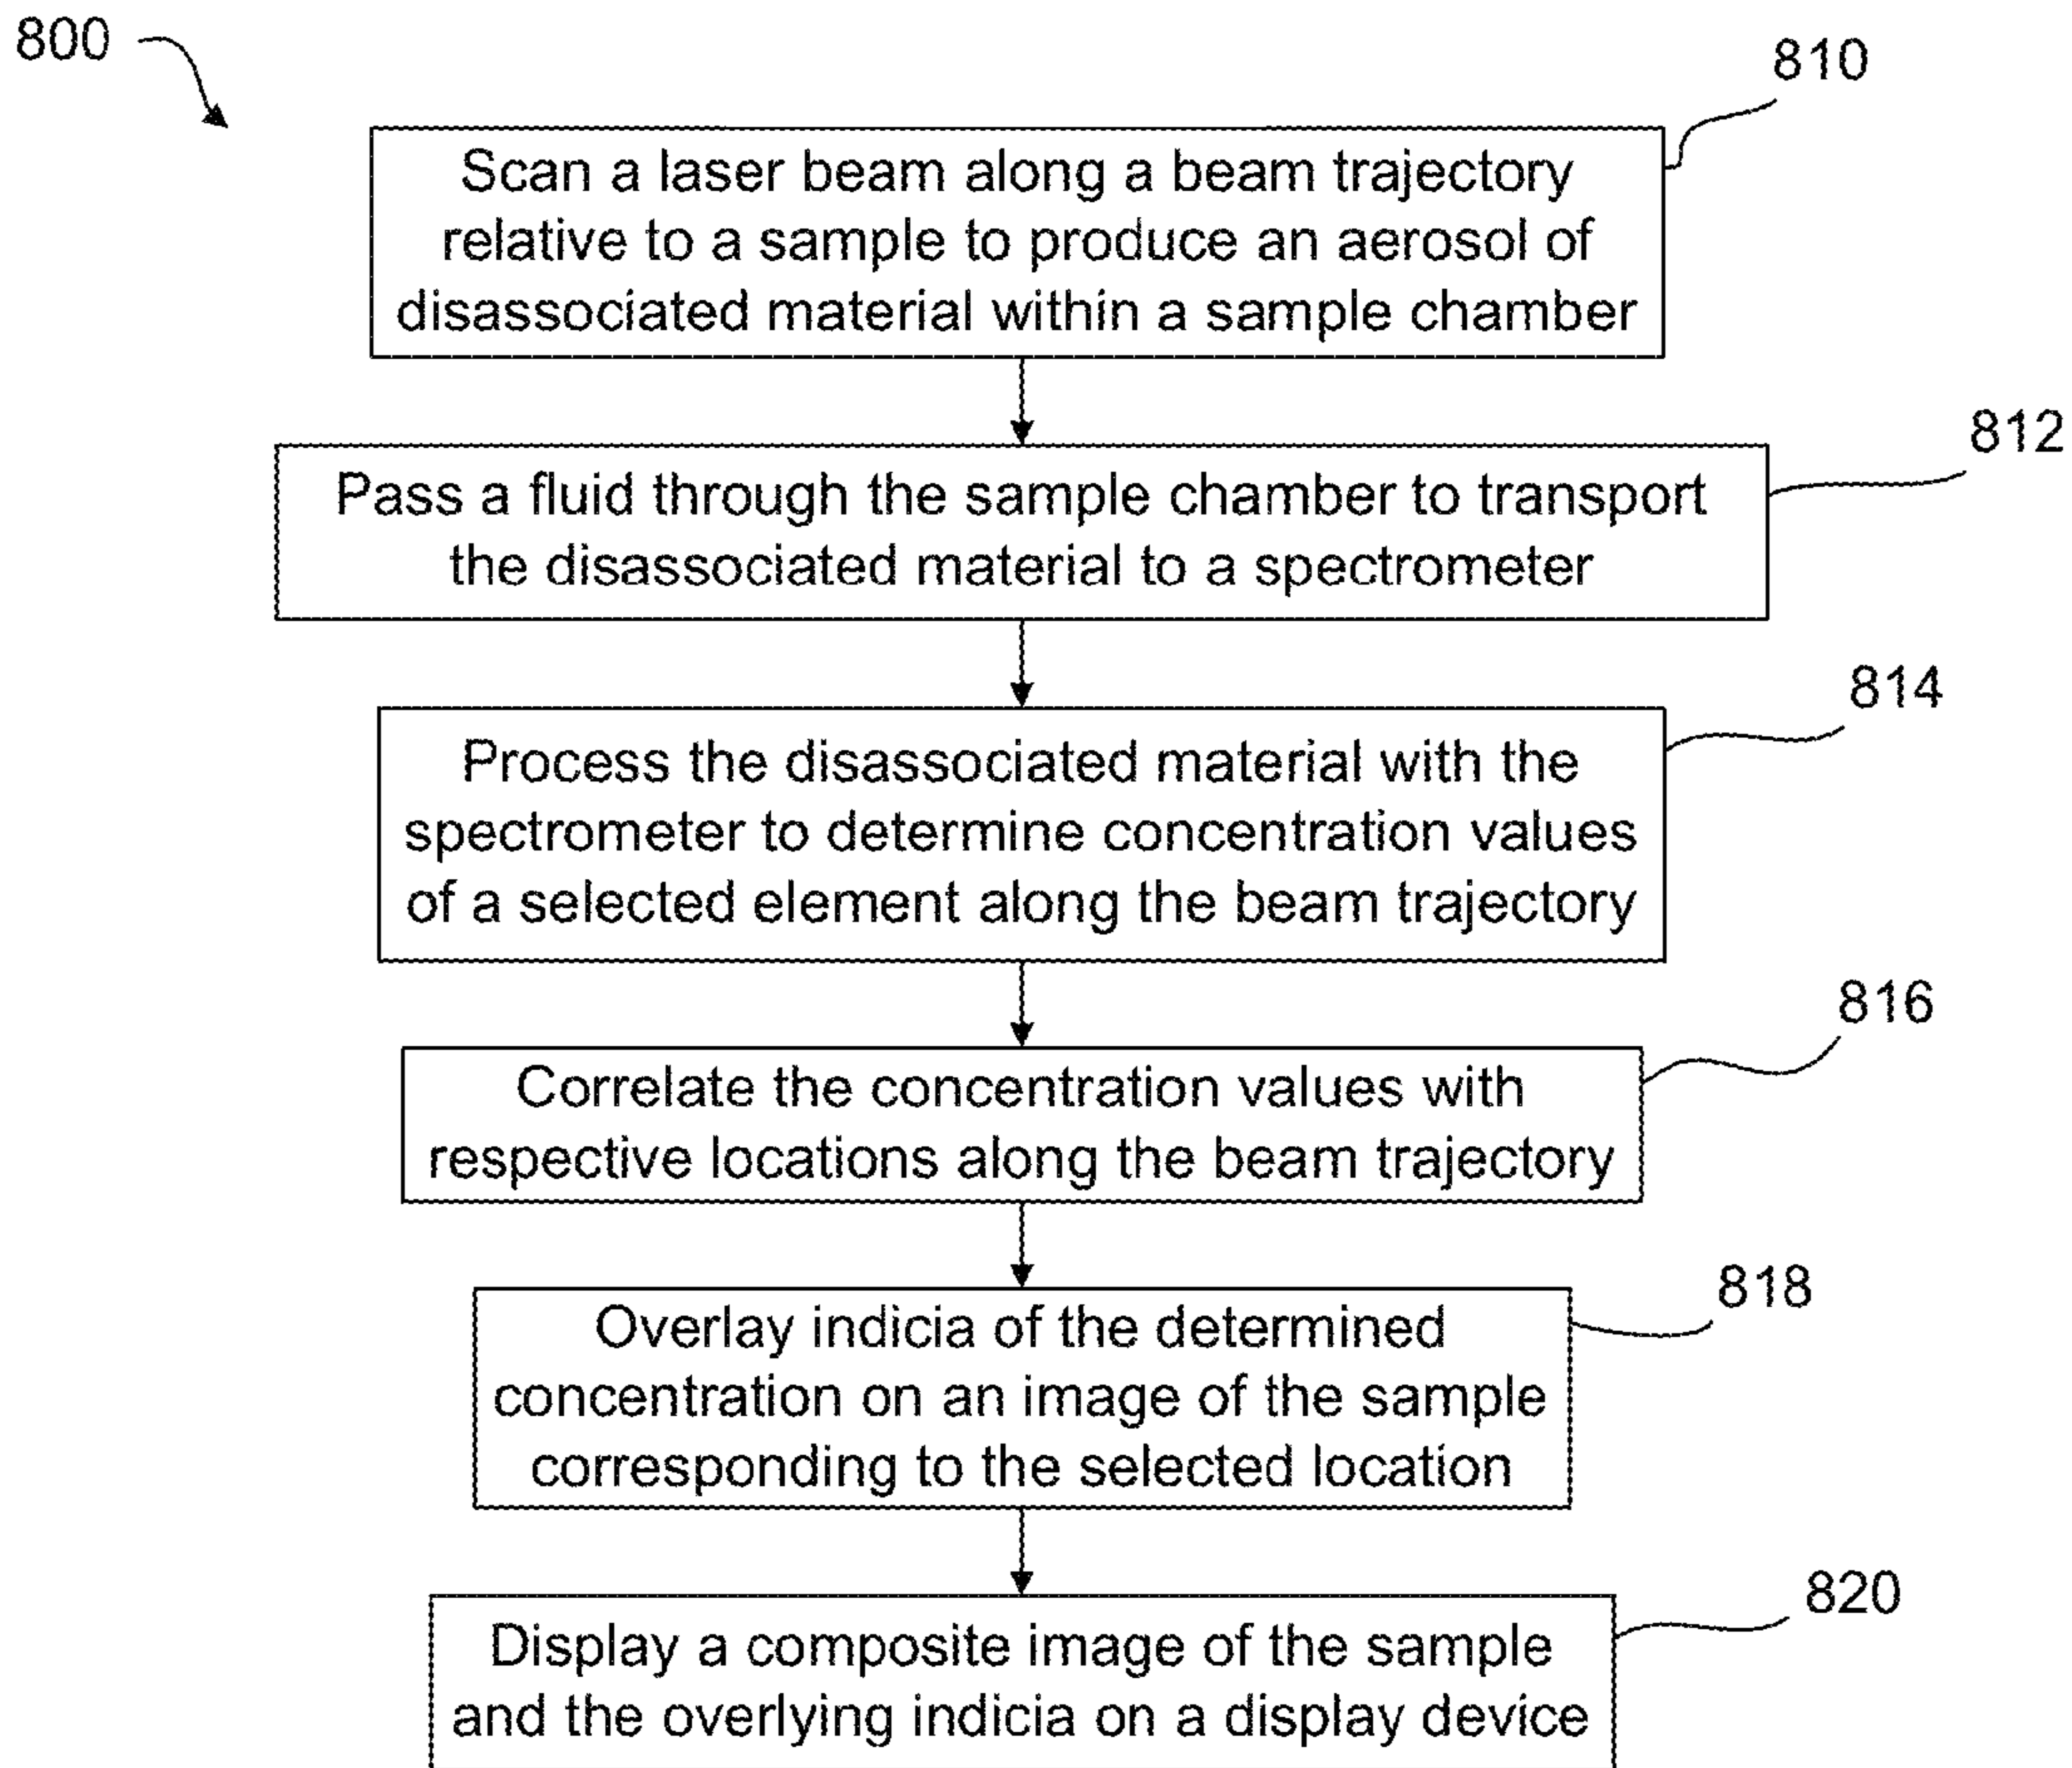 800
810
Scan a laser beam along a beam trajectory
relative to a sample to produce an aerosol of
disassociated material within a sample chamber
812
Pass a fluid through the sample chamber to transport
the disassociated material to a spectrometer
814
Process the disassociated material with the
spectrometer to determine concentration values
of a selected element along the beam trajectory
816
Correlate the concentration values with
respective locations along the beam trajectory
818
Overlay indicia of the determined
concentration on an image of the sample
corresponding to the selected location
820
Display a composite image of the sample
and the overlying indicia on a display device